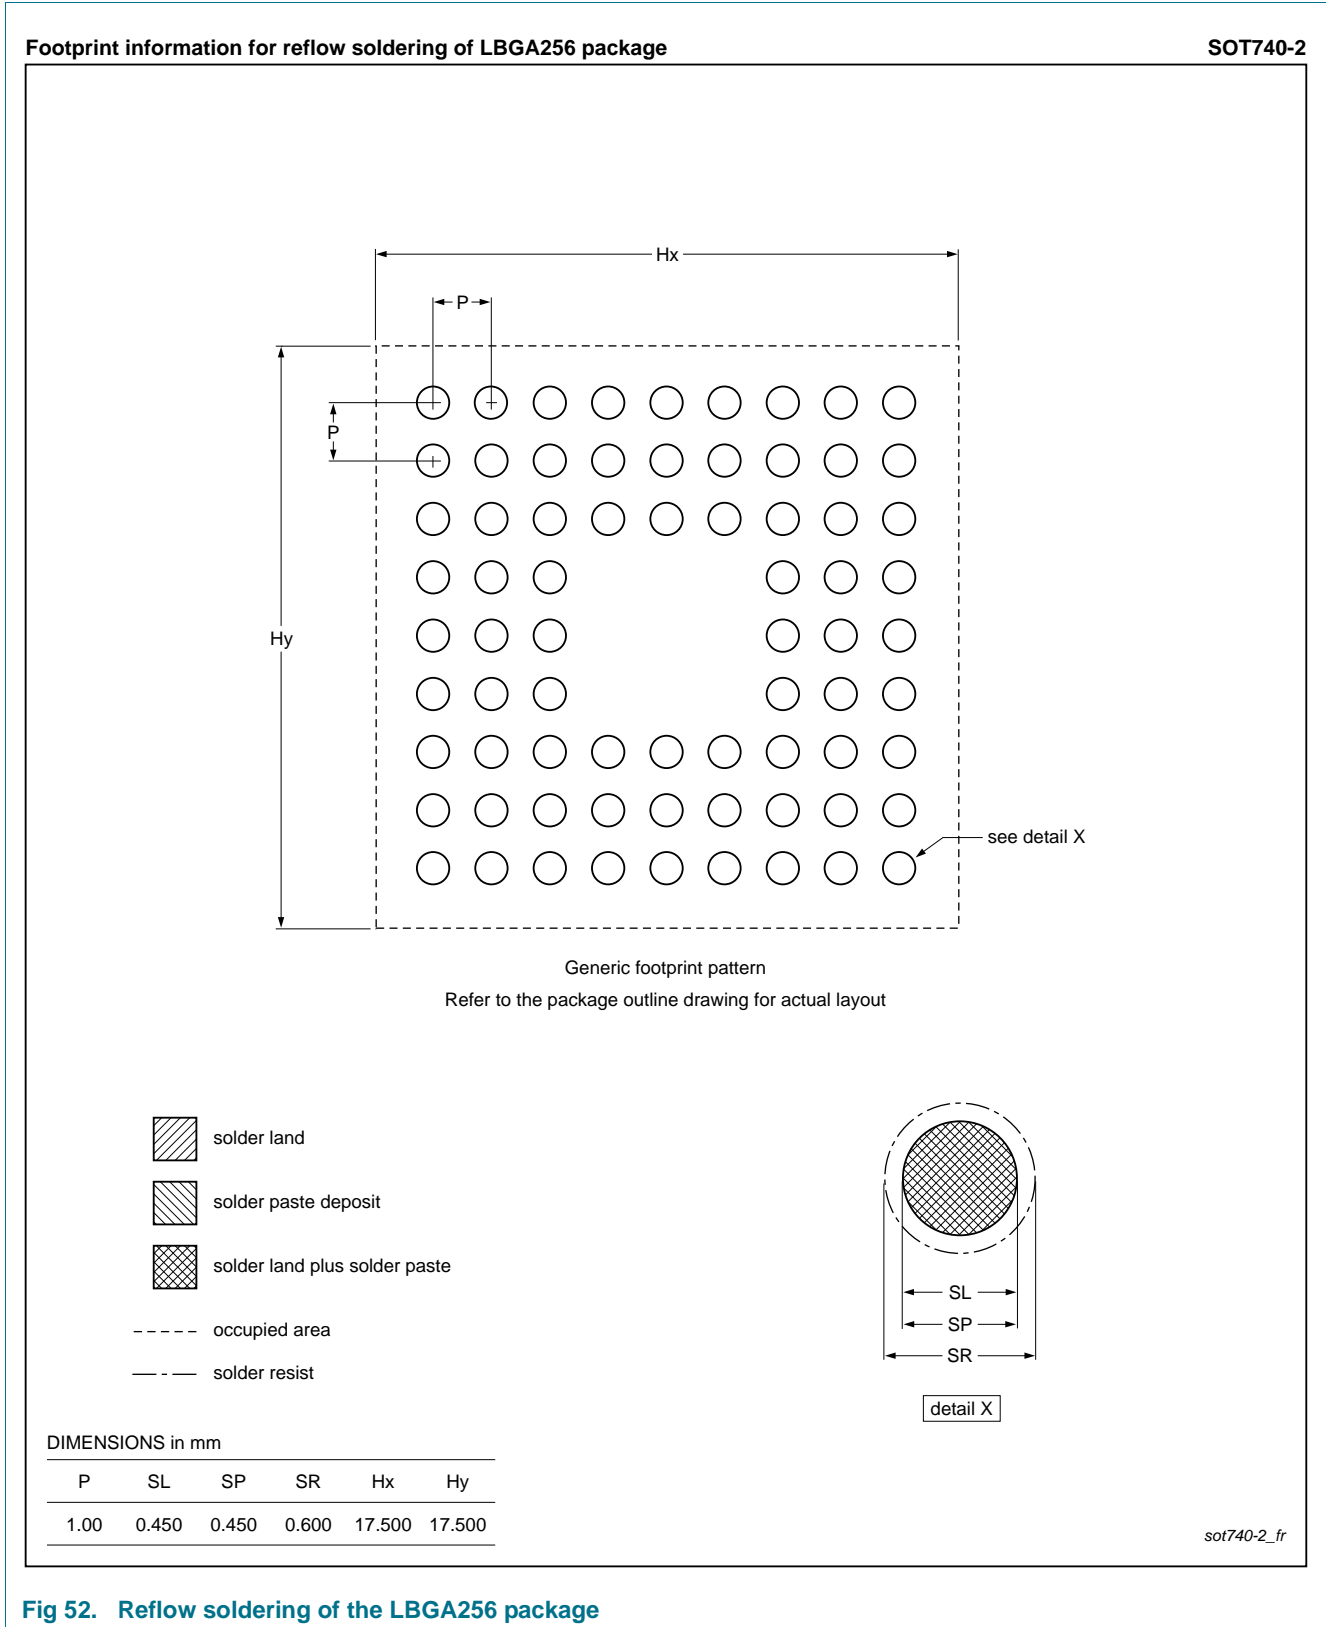 Footprint information for reflow soldering of LBGA256 package SOT740-2
Hx
P
P
Hy
see detail X
Generic footprint pattern
Refer to the package outline drawing for actual layout
solder land
solder paste deposit
solder land plus solder paste
occupied area
solder resist
SL
SP
SR
detail X
DIMENSIONS in mm
P SL SP SR Hx Hy
1.00 0.450 0.450 0.600 17.500 17.500
sot740-2_fr
Fig 52. Reflow soldering of the LBGA256 package